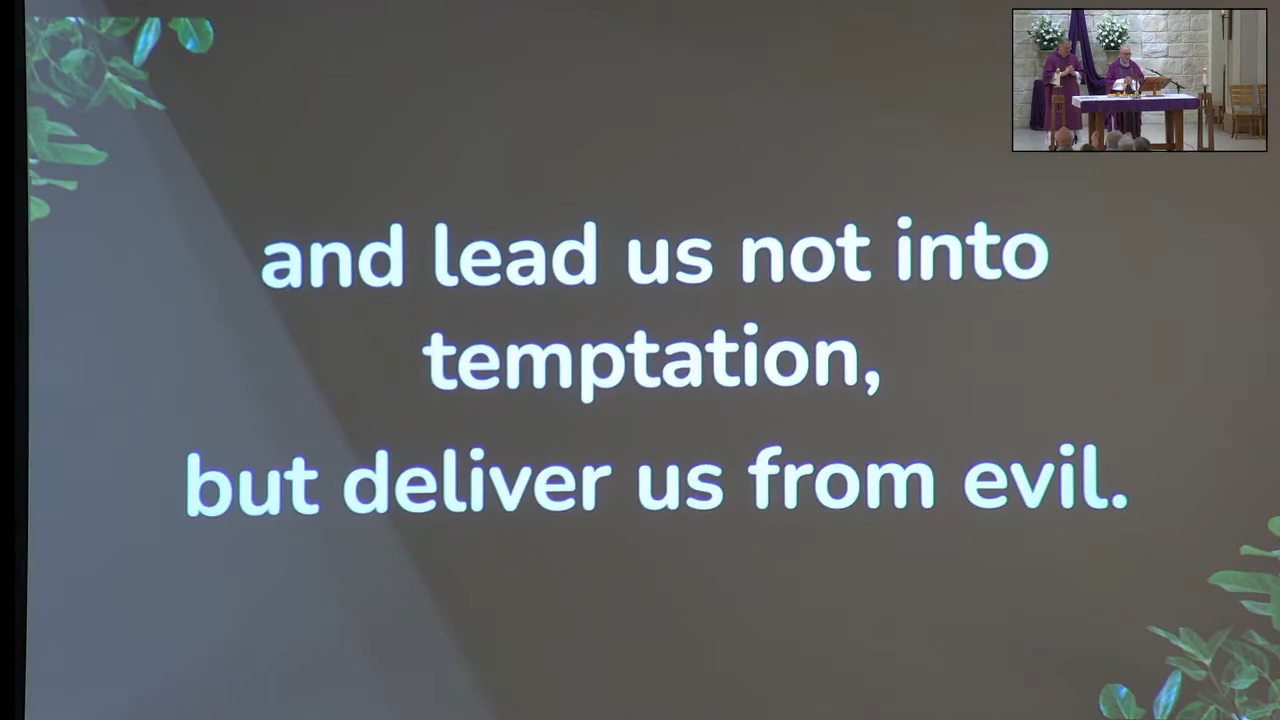 and lead us not into
temptation,
but deliver us from evil.